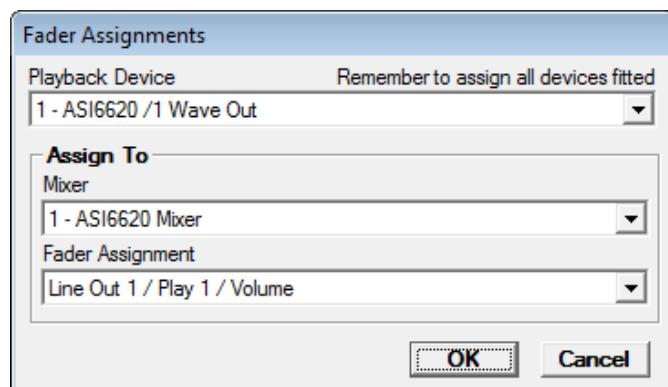 Fader Assignments
Playback Device Remember to assign all devices fitted
1 - ASI6620 /1 Wave Out
Assign To
Mixer
1 - ASI6620 Mixer
Fader Assignment
Line Out 1 / Play 1 / Volume
OK Cancel